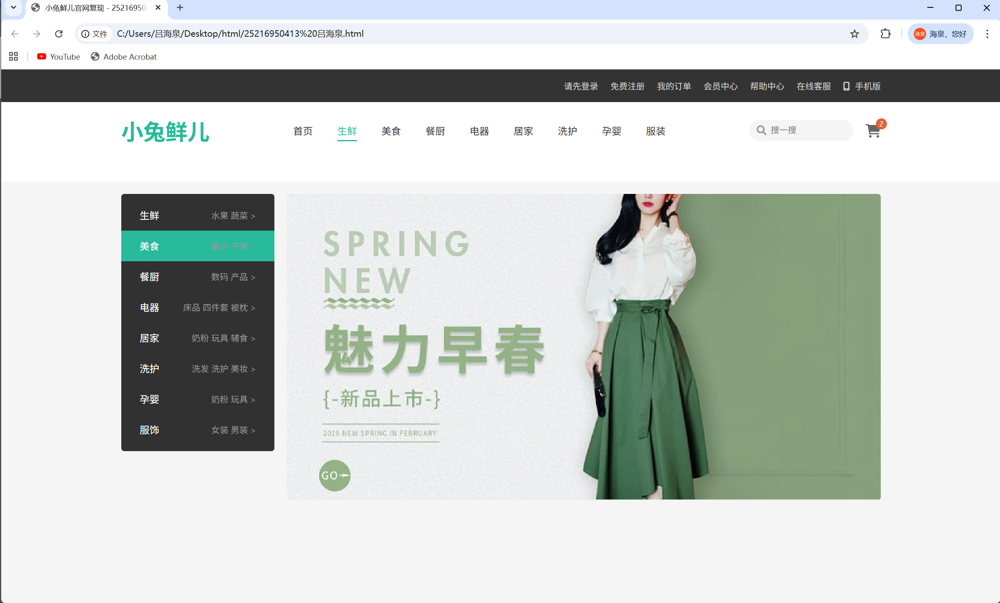 小兔鲜儿官网复现 - 25216950
文件 C:/Users/吕海泉/Desktop/html/25216950413%20吕海泉.html 海泉 海泉，您好
YouTube Adobe Acrobat
请先登录 免费注册 我的订单 会员中心 帮助中心 在线客服 手机版
小兔鲜儿 首页 生鲜 美食 餐厨 电器 居家 洗护 孕婴 服装 搜一搜 2
生鲜 水果 蔬菜 >
美食 面点 干果 >
餐厨 数码 产品 >
电器 床品 四件套 被枕 >
居家 奶粉 玩具 辅食 >
洗护 洗发 洗护 美妆 >
孕婴 奶粉 玩具 >
服饰 女装 男装 >
SPRING
NEW
魅力早春
{-新品上市-}
2019 NEW SPRING IN FEBRUARY
GO